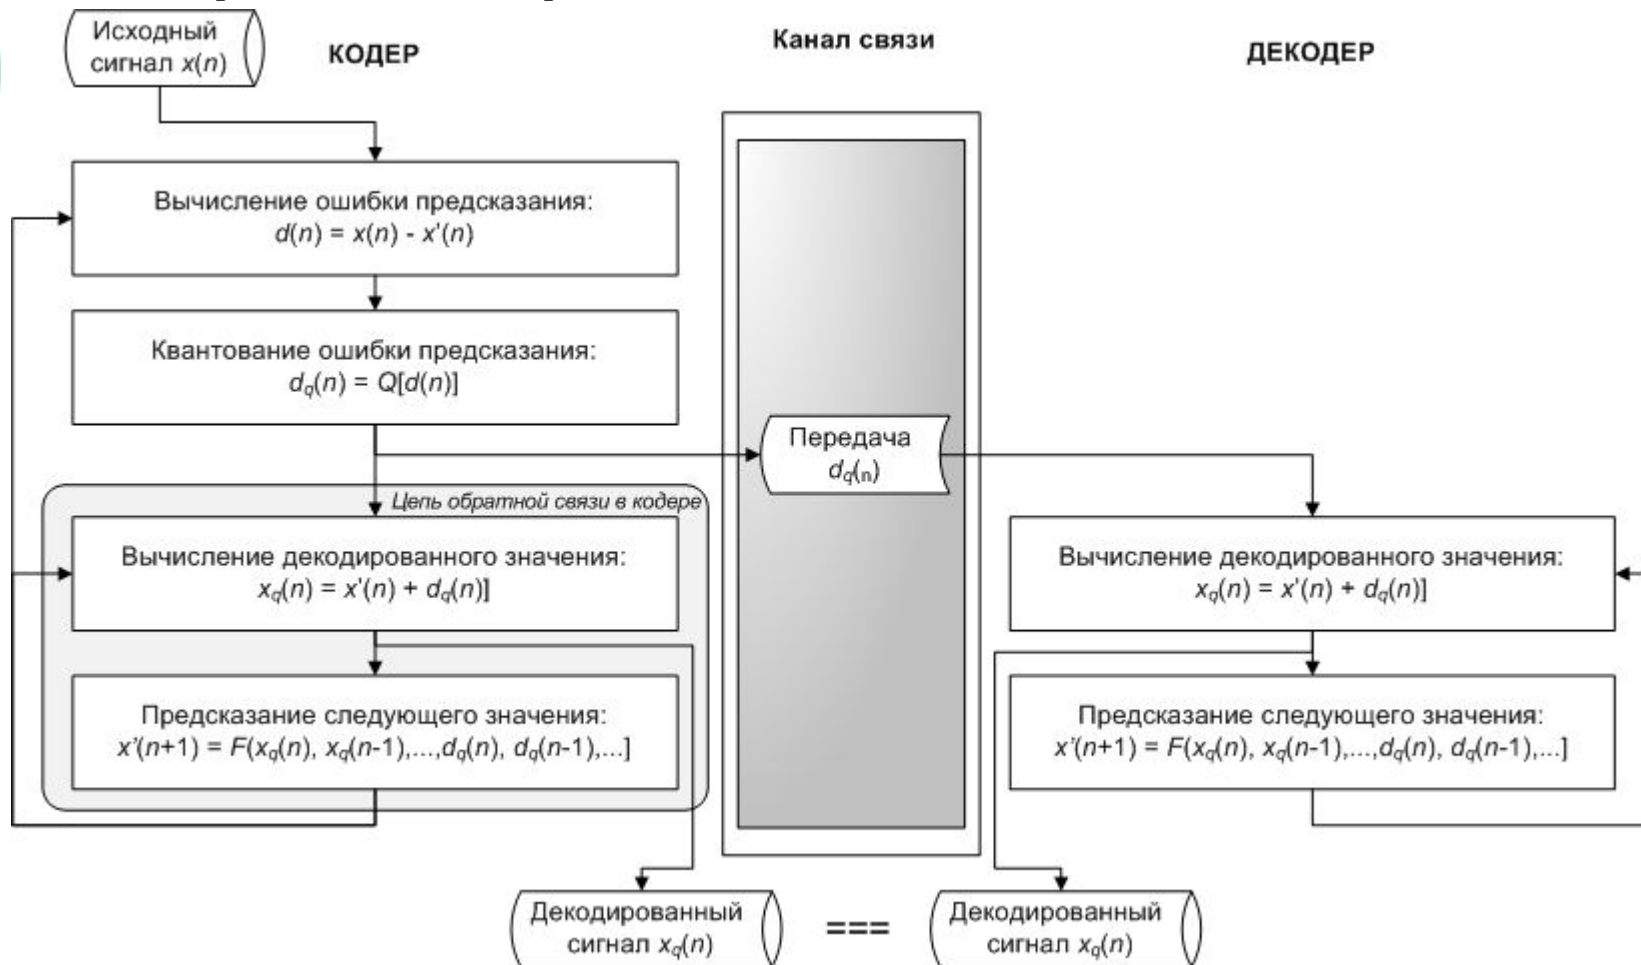 Исходный
сигнал x(n)
КОДЕР
Канал связи
ДЕКОДЕР
Вычисление ошибки предсказания:
d(n) = x(n) - x'(n)
Квантование ошибки предсказания:
dq(n) = Q[d(n)]
Передача
dq(n)
Цепь обратной связи в кодере
Вычисление декодированного значения:
xq(n) = x'(n) + dq(n)]
Предсказание следующего значения:
x'(n+1) = F(xq(n), xq(n-1),...,dq(n), dq(n-1),...]
Вычисление декодированного значения:
xq(n) = x'(n) + dq(n)]
Предсказание следующего значения:
x'(n+1) = F(xq(n), xq(n-1),...,dq(n), dq(n-1),...]
Декодированный
сигнал xq(n)
===
Декодированный
сигнал xq(n)